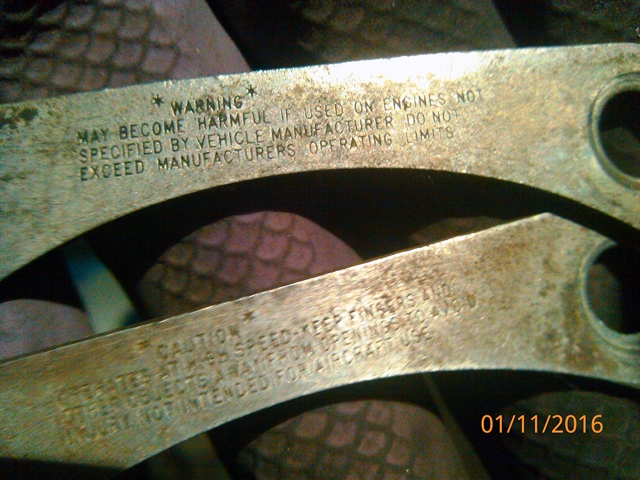 * WARNING *
MAY BECOME HARMFUL IF USED ON ENGINES NOT
SPECIFIED BY VEHICLE MANUFACTURER DO NOT
EXCEED MANUFACTURERS OPERATING LIMITS
* CAUTION *
OPERATES AT HIGH SPEED-KEEP FINGERS AND
OTHER OBJECTS AWAY FROM OPENINGS TO AVOID
INJURY NOT INTENDED FOR AIRCRAFT USE
01/11/2016